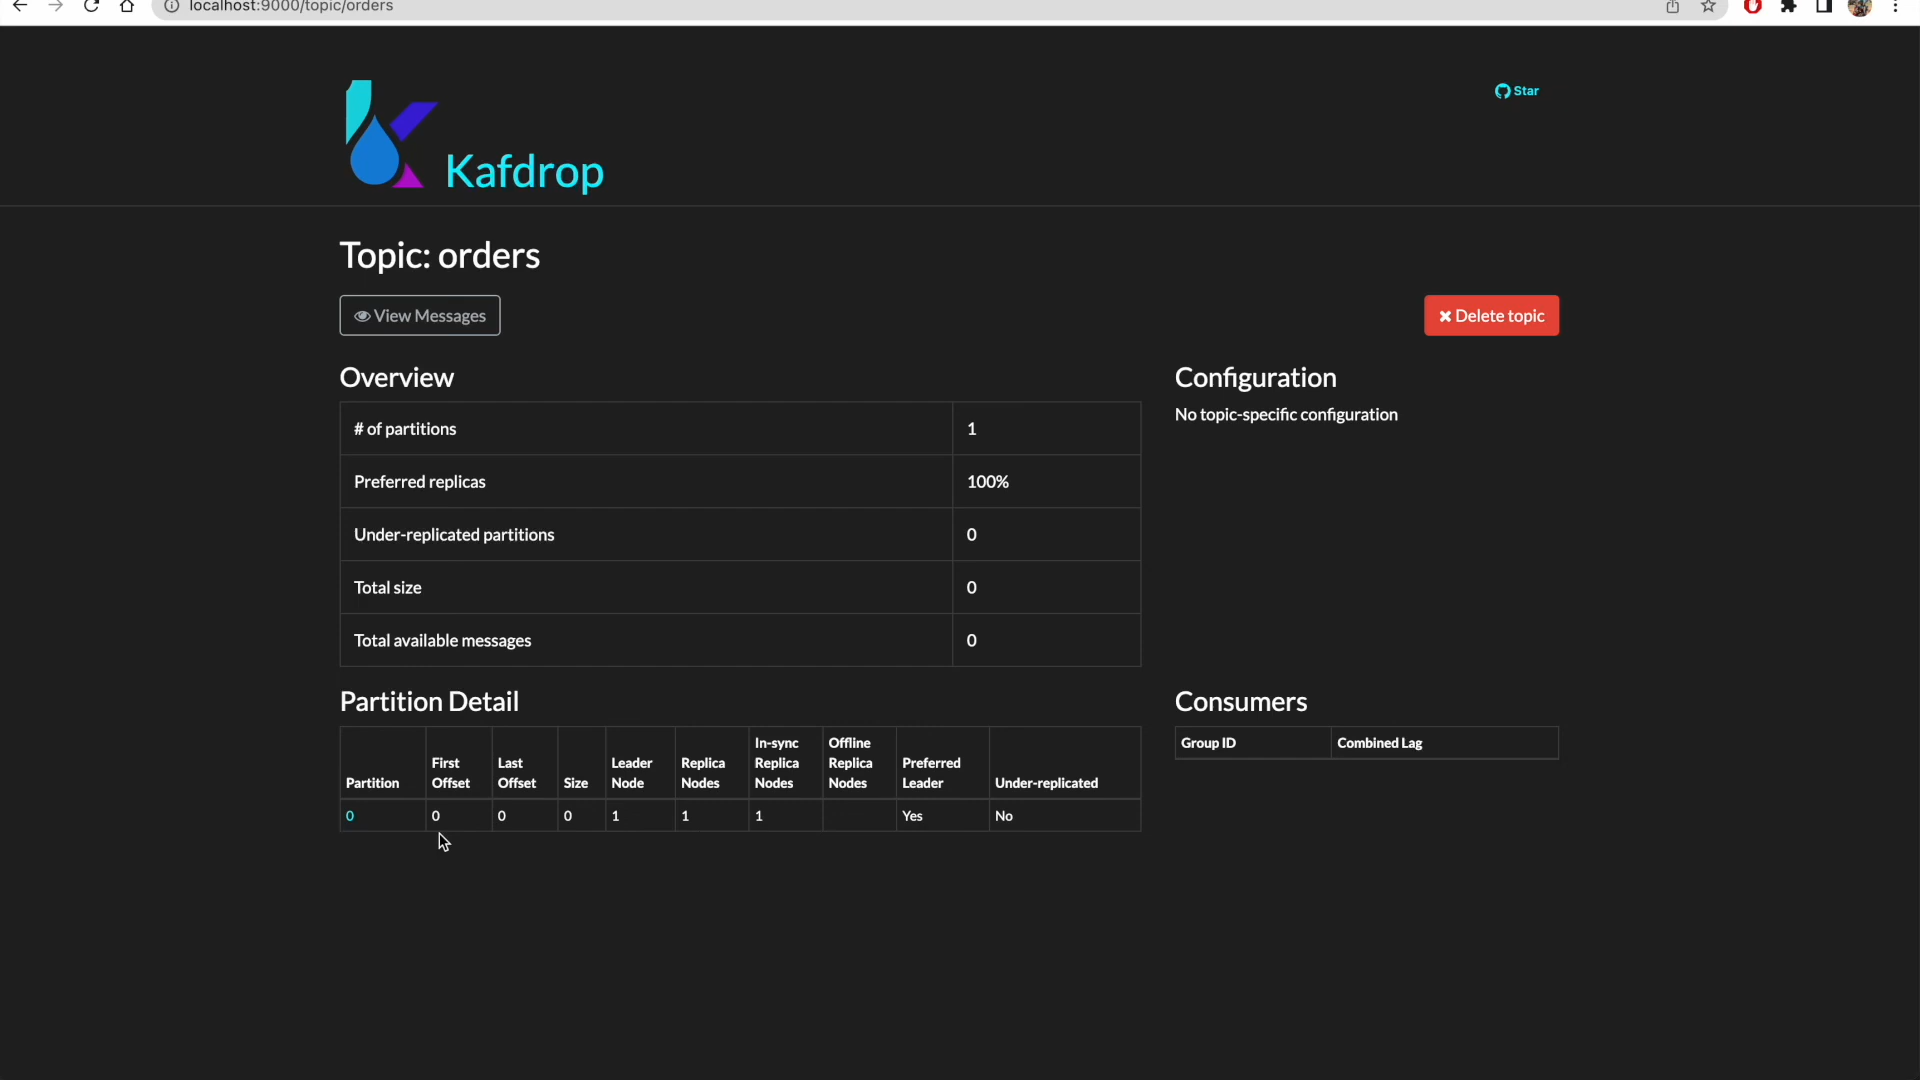 localhost:9000/topic/orders
Star
Kafdrop
Topic: orders
View Messages
Delete topic
Overview
# of partitions 1
Preferred replicas 100%
Under-replicated partitions 0
Total size 0
Total available messages 0
Configuration
No topic-specific configuration
Partition Detail
Partition First Offset Last Offset Size Leader Node Replica Nodes In-sync Replica Nodes Offline Replica Nodes Preferred Leader Under-replicated
0 0 0 0 1 1 1 Yes No
Consumers
Group ID Combined Lag